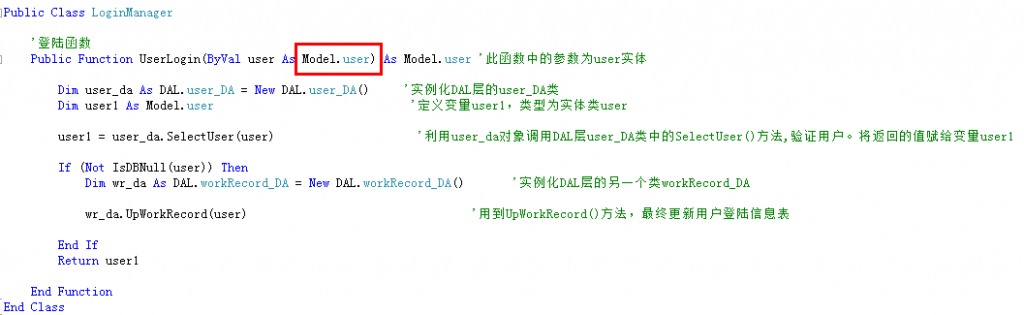 Public Class LoginManager
'登陆函数
Public Function UserLogin(ByVal user As Model.user) As Model.user '此函数中的参数为user实体
Dim user_da As DAL.user_DA = New DAL.user_DA() '实例化DAL层的user_DA类
Dim user1 As Model.user '定义变量user1，类型为实体类user
user1 = user_da.SelectUser(user) '利用user_da对象调用DAL层user_DA类中的SelectUser()方法,验证用户。将返回的值赋给变量user1
If (Not IsDBNull(user)) Then
Dim wr_da As DAL.workRecord_DA = New DAL.workRecord_DA() '实例化DAL层的另一个类workRecord_DA
wr_da.UpWorkRecord(user) '用到UpWorkRecord()方法，最终更新用户登陆信息表
End If
Return user1
End Function
End Class